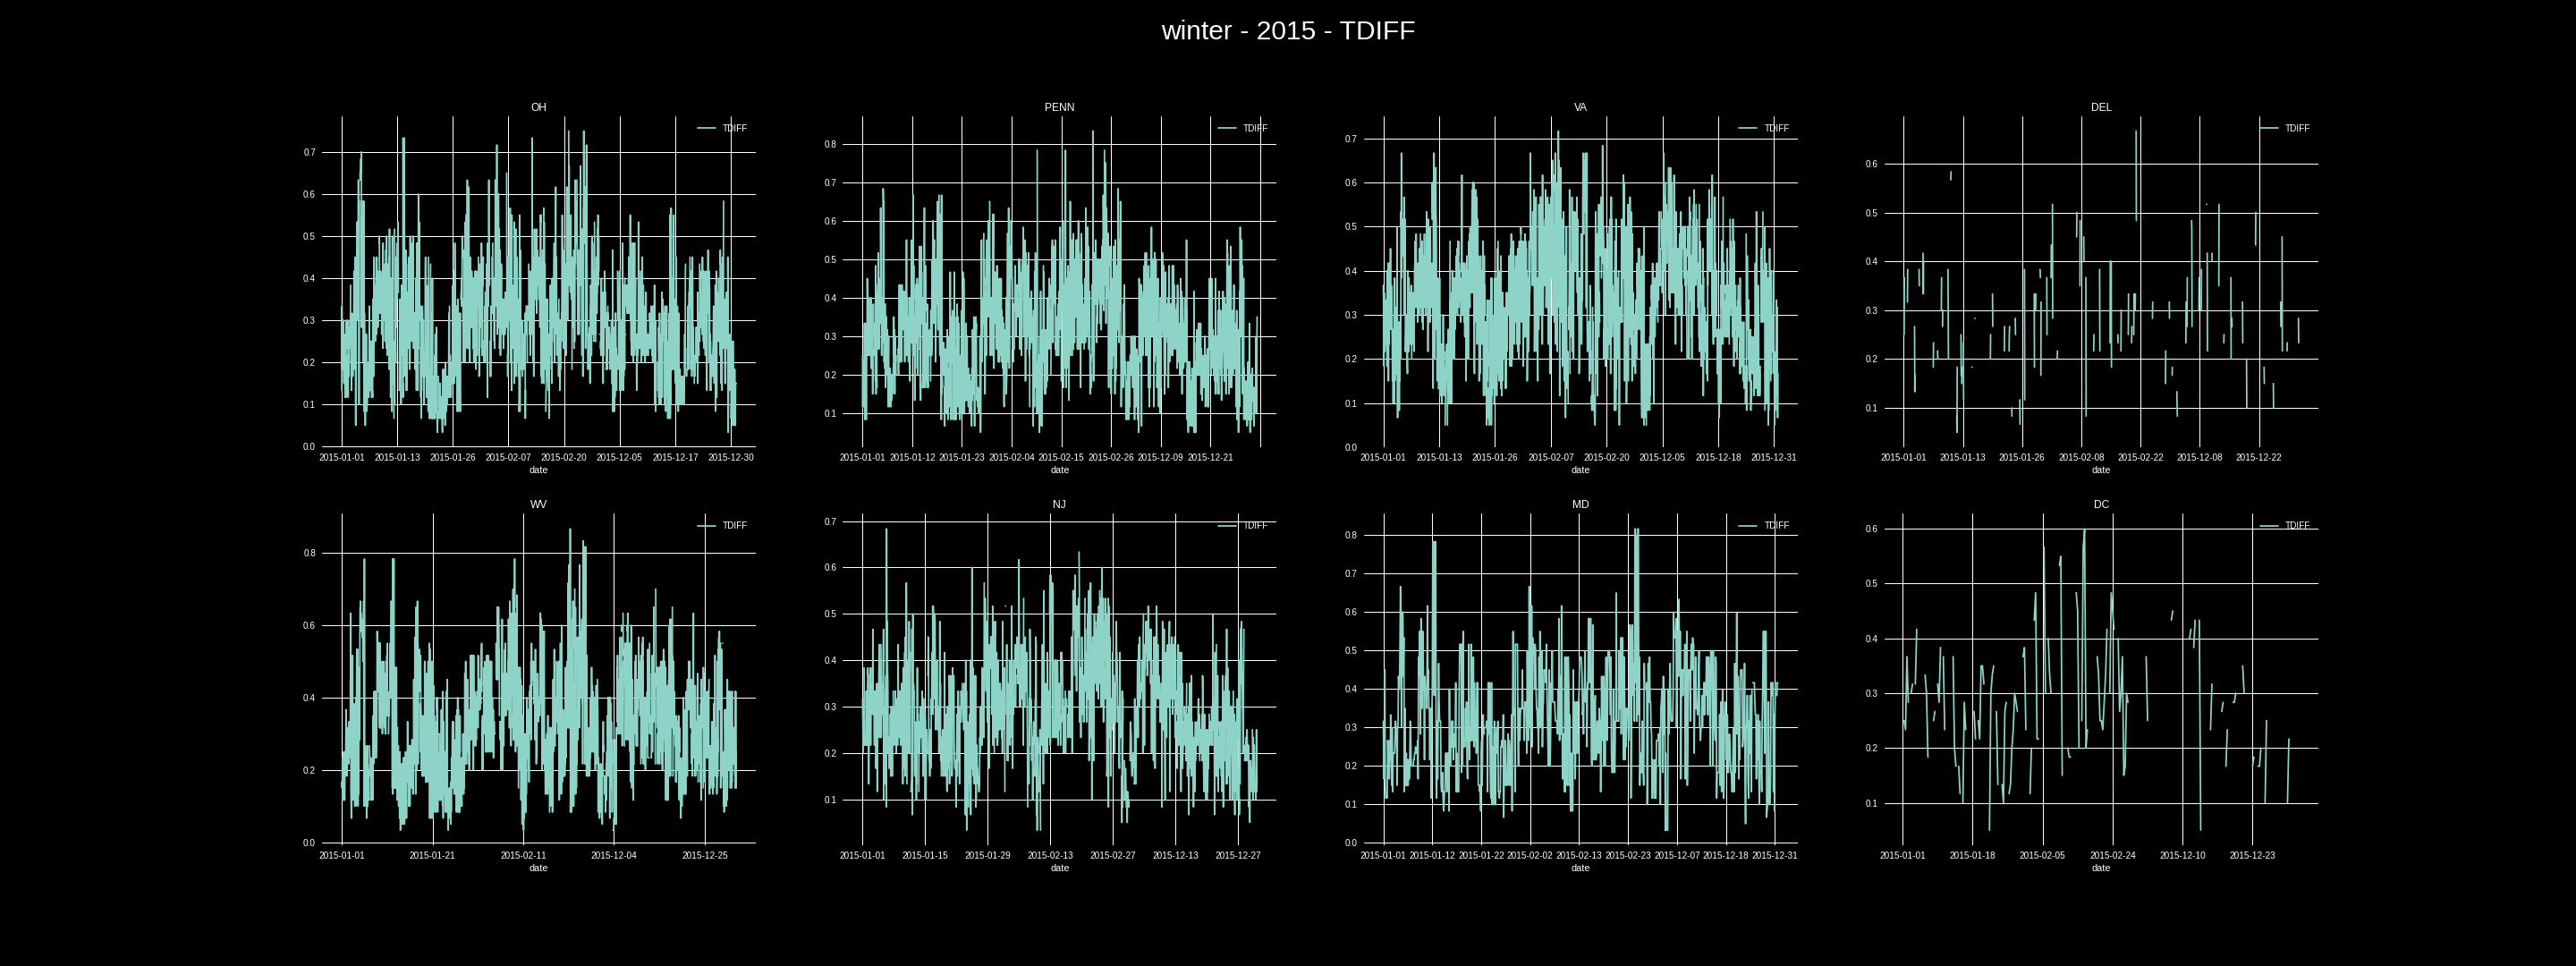 winter - 2015 - TDIFF
OH
TDIFF
0.7
0.6
0.5
0.4
0.3
0.2
0.1
0.0
2015-01-01 2015-01-13 2015-01-26 2015-02-07 2015-02-20 2015-12-05 2015-12-17 2015-12-30
date
PENN
TDIFF
0.8
0.7
0.6
0.5
0.4
0.3
0.2
0.1
2015-01-01 2015-01-12 2015-01-23 2015-02-04 2015-02-15 2015-02-26 2015-12-09 2015-12-21
date
VA
TDIFF
0.7
0.6
0.5
0.4
0.3
0.2
0.1
0.0
2015-01-01 2015-01-13 2015-01-26 2015-02-07 2015-02-20 2015-12-05 2015-12-18 2015-12-31
date
DEL
TDIFF
0.6
0.5
0.4
0.3
0.2
0.1
2015-01-01 2015-01-13 2015-01-26 2015-02-08 2015-02-22 2015-12-08 2015-12-22
date
WV
TDIFF
0.8
0.6
0.4
0.2
0.0
2015-01-01 2015-01-21 2015-02-11 2015-12-04 2015-12-25
date
NJ
TDIFF
0.7
0.6
0.5
0.4
0.3
0.2
0.1
2015-01-01 2015-01-15 2015-01-29 2015-02-13 2015-02-27 2015-12-13 2015-12-27
date
MD
TDIFF
0.8
0.7
0.6
0.5
0.4
0.3
0.2
0.1
0.0
2015-01-01 2015-01-12 2015-01-22 2015-02-02 2015-02-13 2015-02-23 2015-12-07 2015-12-18 2015-12-31
date
DC
TDIFF
0.6
0.5
0.4
0.3
0.2
0.1
2015-01-01 2015-01-18 2015-02-05 2015-02-24 2015-12-10 2015-12-23
date